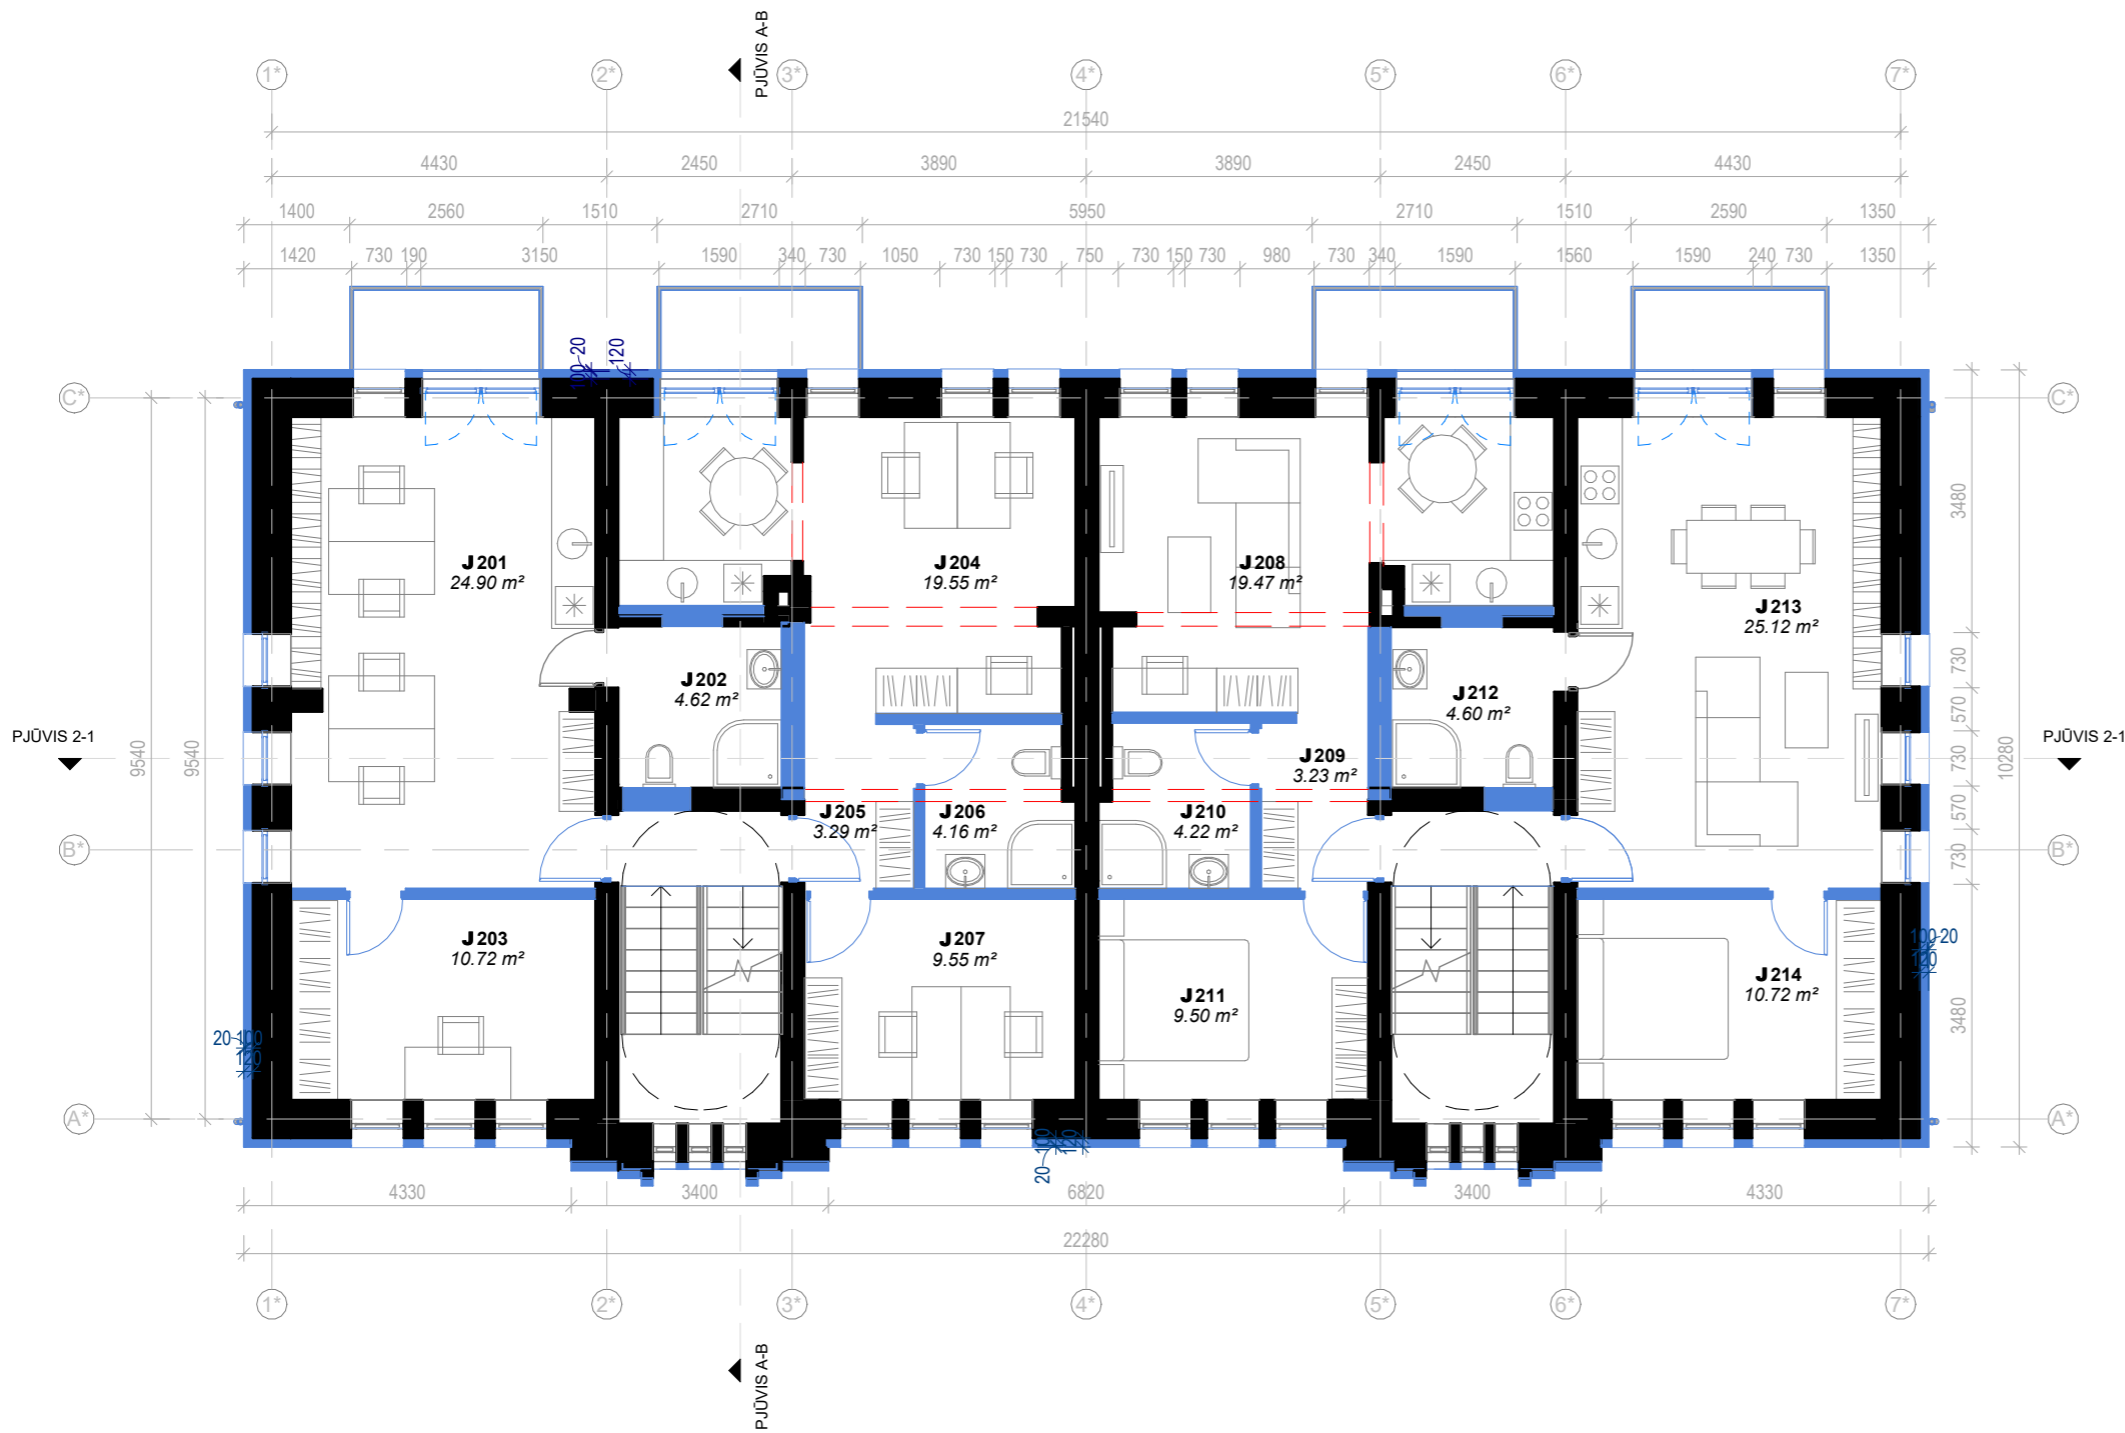 PJŪVIS A-B
1* 2* 3* 4* 5* 6* 7*
21540
4430 2450 3890 3890 2450 4430
1400 2560 1510 2710 5950 2710 1510 2590 1350
1420 730 190 3150 1590 340 730 1050 730 150 730 750 730 150 730 980 730 340 1590 1560 1590 240 730 1350
100 20 120
C* C*
3480
J201
24.90 m²
J204
19.55 m²
J208
19.47 m²
J213
25.12 m²
J202
4.62 m²
J212
4.60 m²
730
570
730
570
730
PJŪVIS 2-1 PJŪVIS 2-1
9540 9540 10280
J209
3.23 m²
J205
3.29 m²
J206
4.16 m²
J210
4.22 m²
B* B*
J203
10.72 m²
J207
9.55 m²
100 20
120
J214
10.72 m²
J211
9.50 m²
3480
20 100
120
A* A*
20 100 120
4330 3400 6820 3400 4330
22280
1* 2* 3* 4* 5* 6* 7*
PJŪVIS A-B